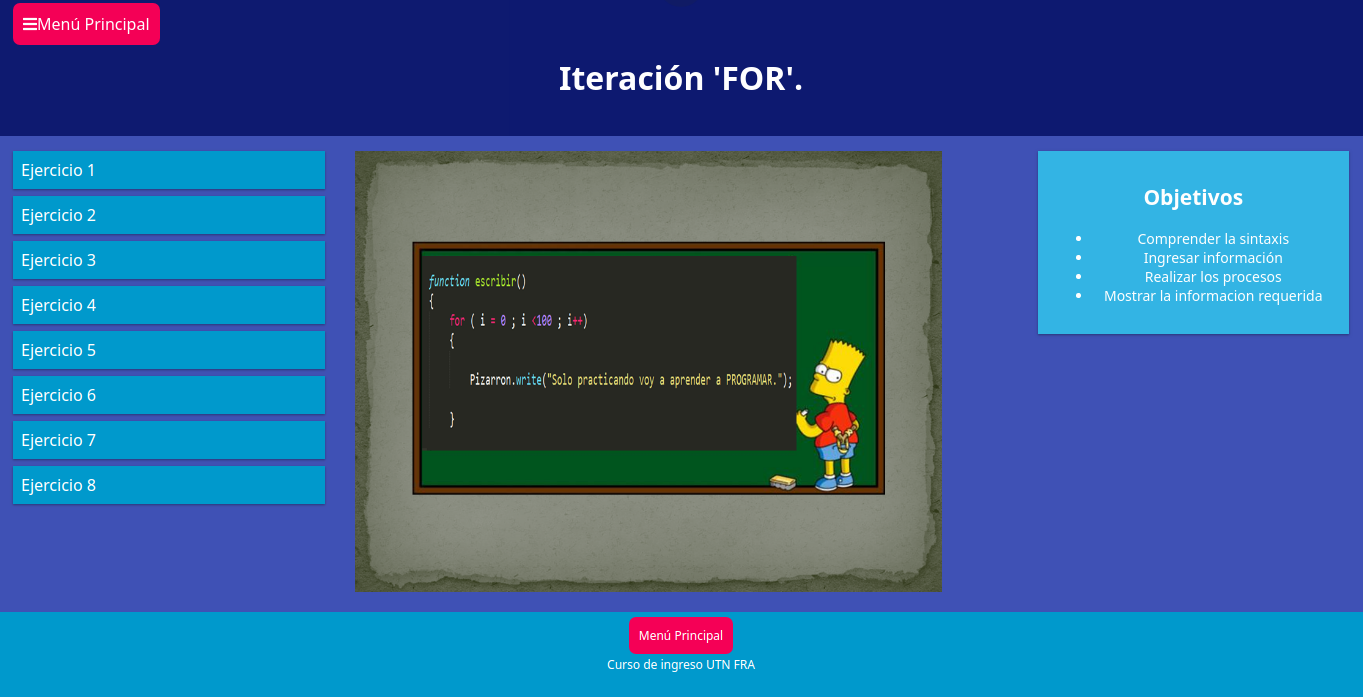 Menú Principal
Iteración 'FOR'.
Ejercicio 1
Ejercicio 2
Ejercicio 3
Ejercicio 4
Ejercicio 5
Ejercicio 6
Ejercicio 7
Ejercicio 8
function escribir()
{
for ( i = 0 ; i <100 ; i++)
{
Pizarron.write("Solo practicando voy a aprender a PROGRAMAR.");
}
Objetivos
Comprender la sintaxis
Ingresar información
Realizar los procesos
Mostrar la informacion requerida
Menú Principal
Curso de ingreso UTN FRA